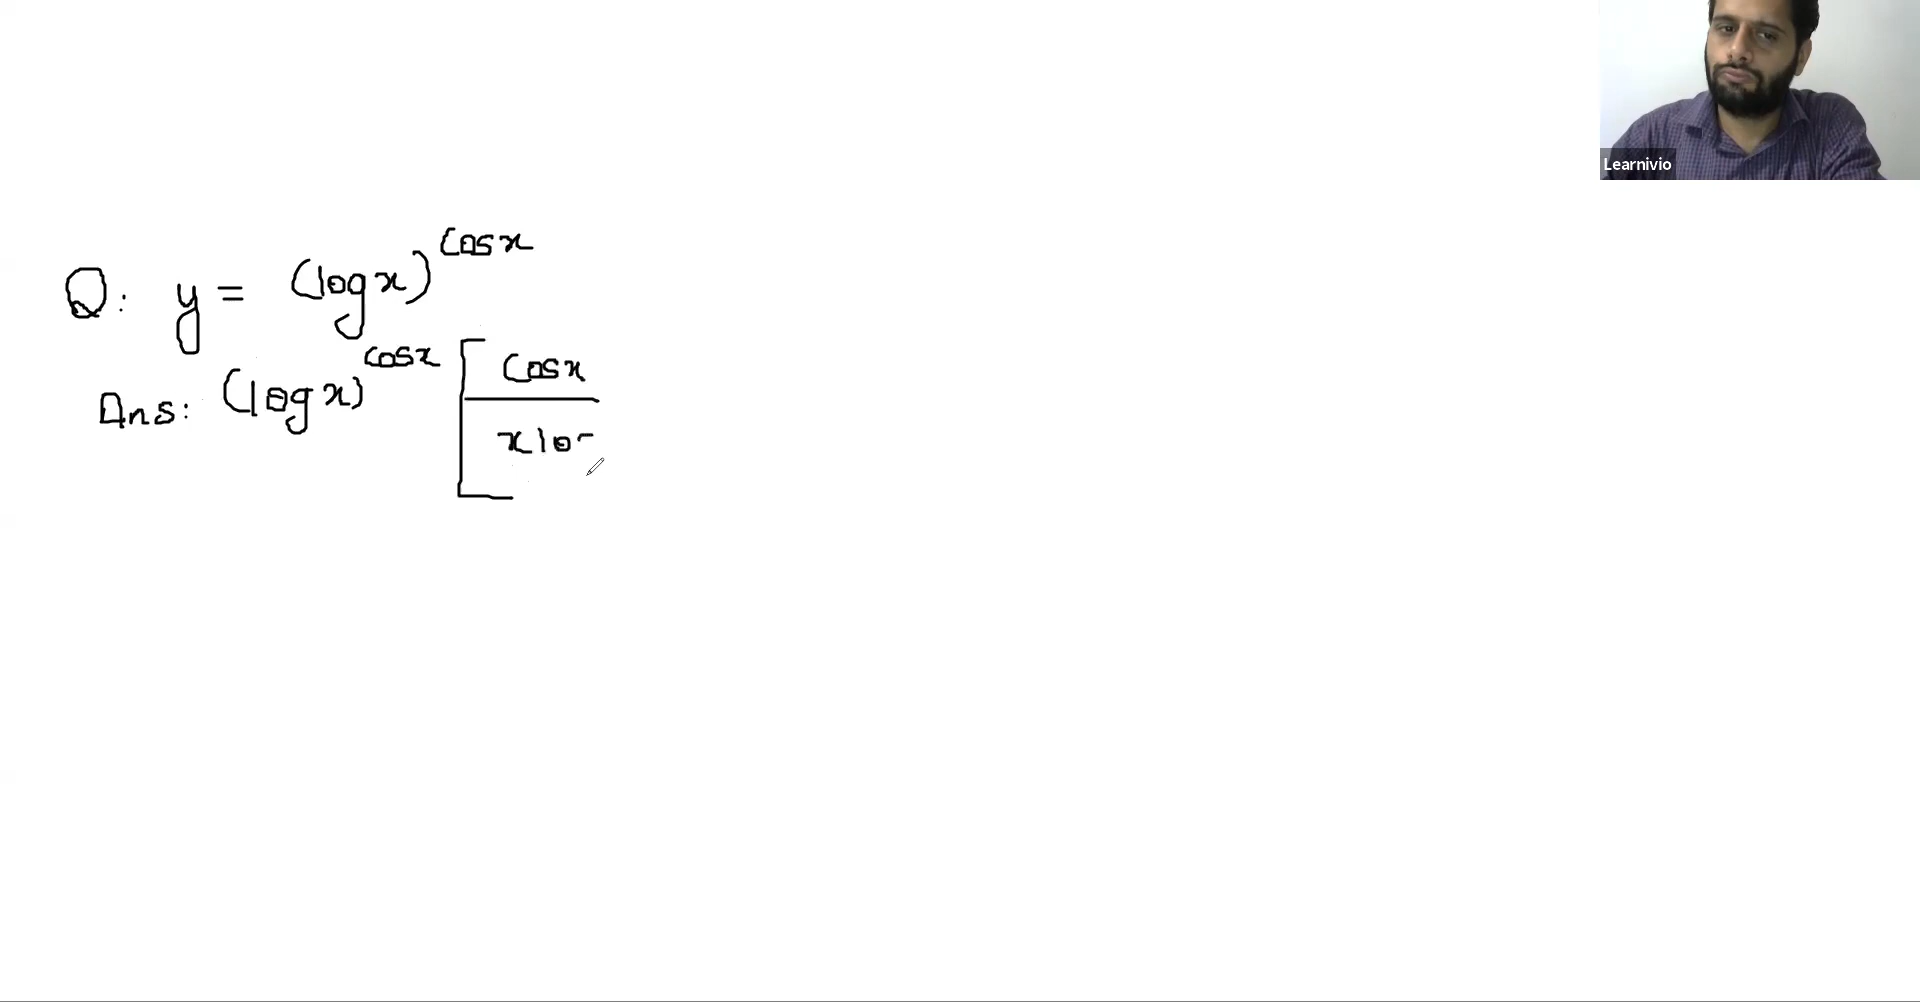 Learnivio
Q: y = (log x)^cos x
Ans: (log x)^cos x [ cos x / x lo